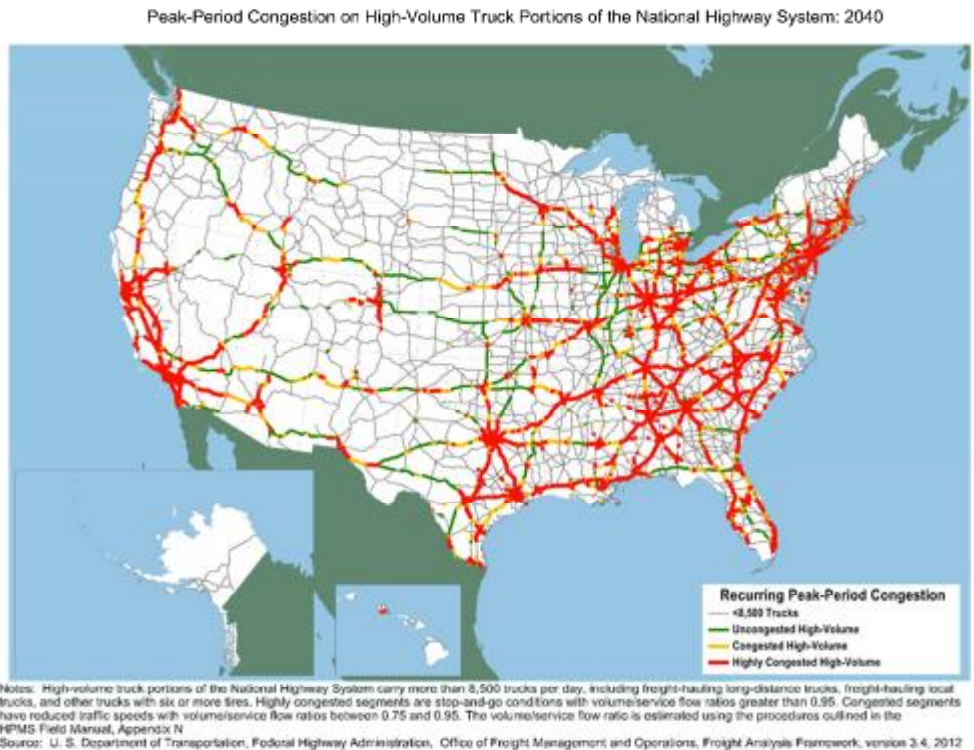 Peak-Period Congestion on High-Volume Truck Portions of the National Highway System: 2040
Recurring Peak-Period Congestion
<8,500 Trucks
Uncongested High-Volume
Congested High-Volume
Highly Congested High-Volume
Notes: High-volume truck portions of the National Highway System carry more than 8,500 trucks per day, including freight-hauling long-distance trucks, freight-hauling local
trucks, and other trucks with six or more tires. Highly congested segments are stop-and-go conditions with volume/service flow ratios greater than 0.95. Congested segments
have reduced traffic speeds with volume/service flow ratios between 0.75 and 0.95. The volume/service flow ratio is estimated using the procedures outlined in the
HPMS Field Manual, Appendix N
Source: U. S. Department of Transportation, Federal Highway Administration, Office of Freight Management and Operations, Freight Analysis Framework, version 3.4, 2012